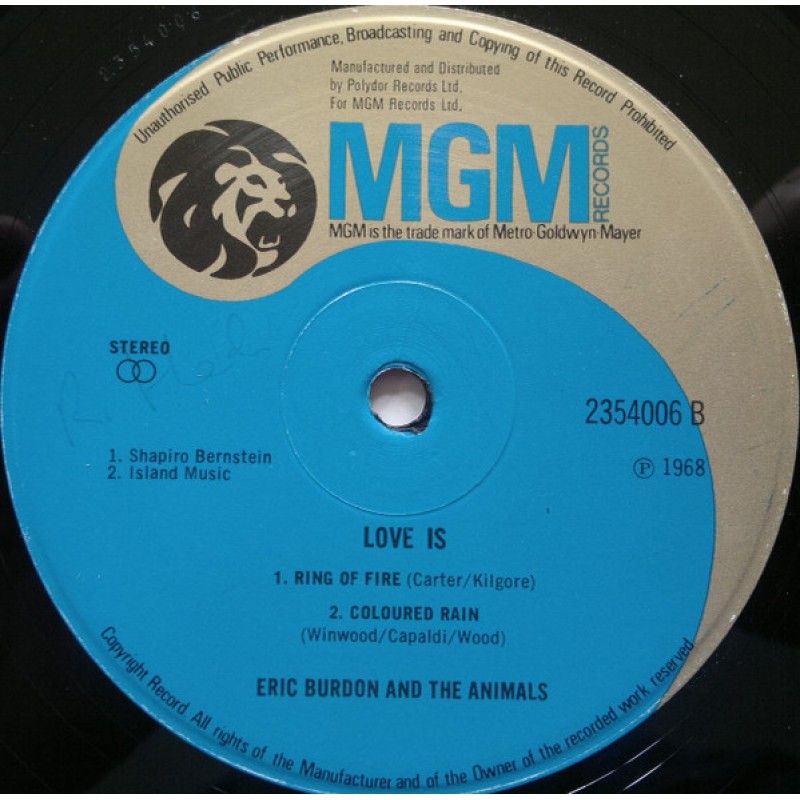 Unauthorised Public Performance, Broadcasting and Copying of this Record Prohibited
Manufactured and Distributed
by Polydor Records Ltd.
For MGM Records Ltd.
MGM
RECORDS
MGM is the trade mark of Metro-Goldwyn-Mayer
STEREO
2354006 B
1. Shapiro Bernstein
2. Island Music
Ⓟ 1968
LOVE IS
1. RING OF FIRE (Carter/Kilgore)
2. COLOURED RAIN
(Winwood/Capaldi/Wood)
ERIC BURDON AND THE ANIMALS
Copyright Record. All rights of the Manufacturer and of the Owner of the recorded work reserved